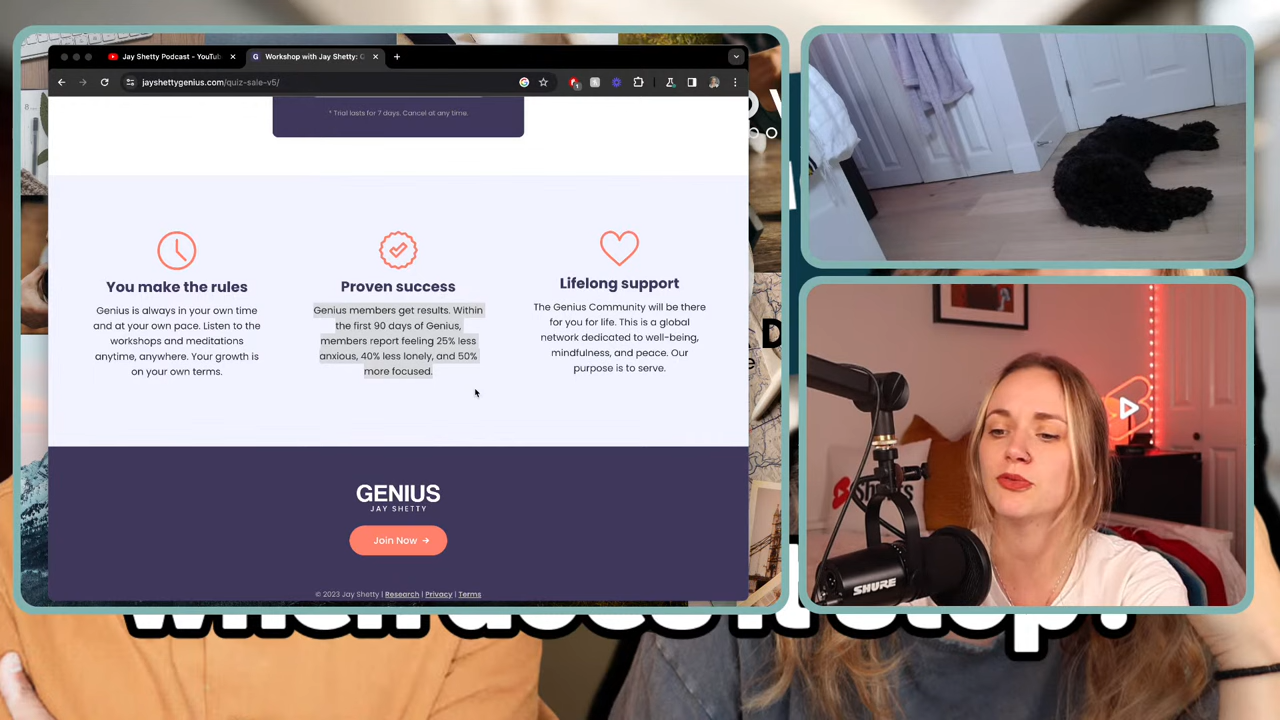 Jay Shetty Podcast - YouTub
Workshop with Jay Shetty: G
jayshettygenius.com/quiz-sale-v5/
* Trial lasts for 7 days. Cancel at any time.
You make the rules
Genius is always in your own time
and at your own pace. Listen to the
workshops and meditations
anytime, anywhere. Your growth is
on your own terms.
Proven success
Genius members get results. Within
the first 90 days of Genius,
members report feeling 25% less
anxious, 40% less lonely, and 50%
more focused.
Lifelong support
The Genius Community will be there
for you for life. This is a global
network dedicated to well-being,
mindfulness, and peace. Our
purpose is to serve.
GENIUS
JAY SHETTY
Join Now →
© 2023 Jay Shetty | Research | Privacy | Terms
Shorts
SHURE
when does it stop?